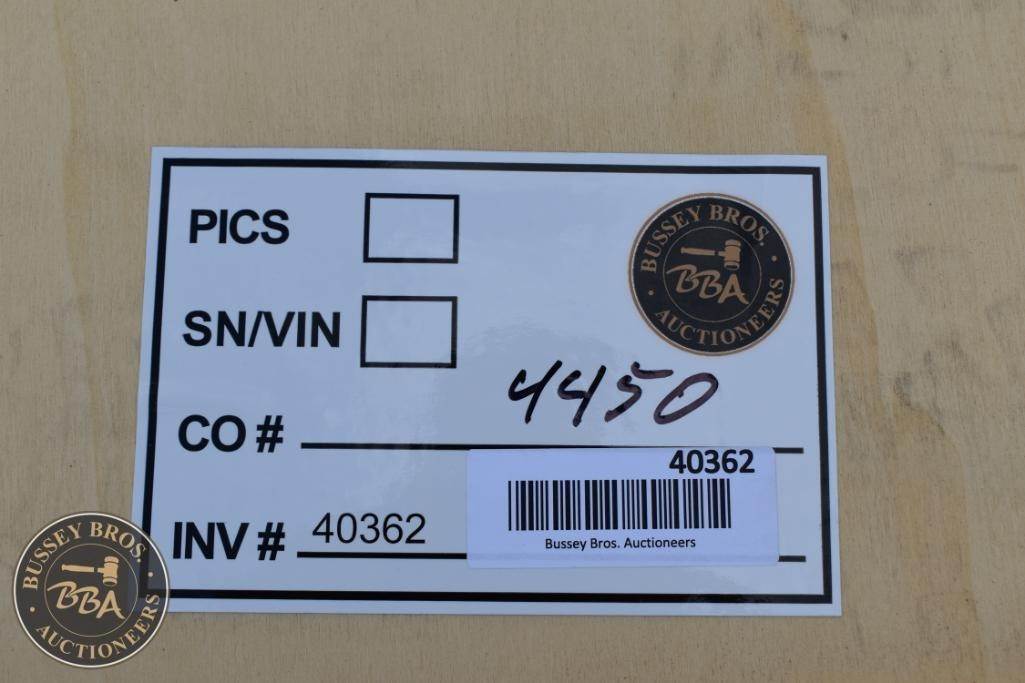 PICS
BUSSEY BROS.
BBA
AUCTIONEERS
SN/VIN
4450
CO #
40362
INV # 40362
Bussey Bros. Auctioneers
BUSSEY BROS.
BBA
AUCTIONEERS